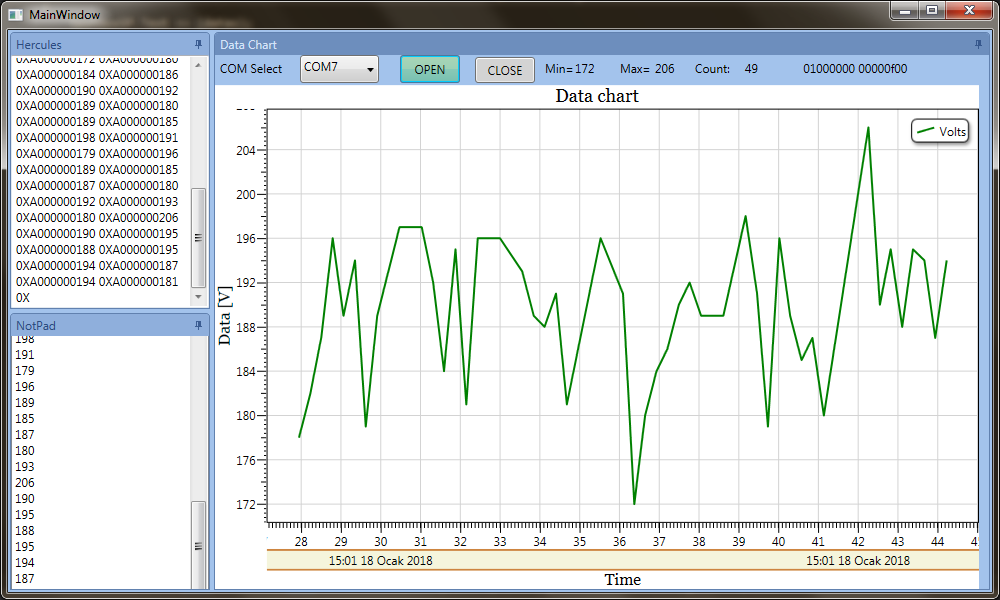 MainWindow
Hercules
0XA000000172 0XA000000180
0XA000000184 0XA000000186
0XA000000190 0XA000000192
0XA000000189 0XA000000180
0XA000000189 0XA000000185
0XA000000198 0XA000000191
0XA000000179 0XA000000196
0XA000000189 0XA000000185
0XA000000187 0XA000000180
0XA000000192 0XA000000193
0XA000000180 0XA000000206
0XA000000190 0XA000000195
0XA000000188 0XA000000195
0XA000000194 0XA000000187
0XA000000194 0XA000000181
0X
NotPad
198
191
179
196
189
185
187
180
193
206
190
195
188
195
194
187
Data Chart
COM Select COM7 OPEN CLOSE Min= 172 Max= 206 Count: 49 01000000 00000f00
Data chart
Volts
204
200
196
192
188
184
180
176
172
Data [V]
28 29 30 31 32 33 34 35 36 37 38 39 40 41 42 43 44
15:01 18 Ocak 2018 15:01 18 Ocak 2018
Time